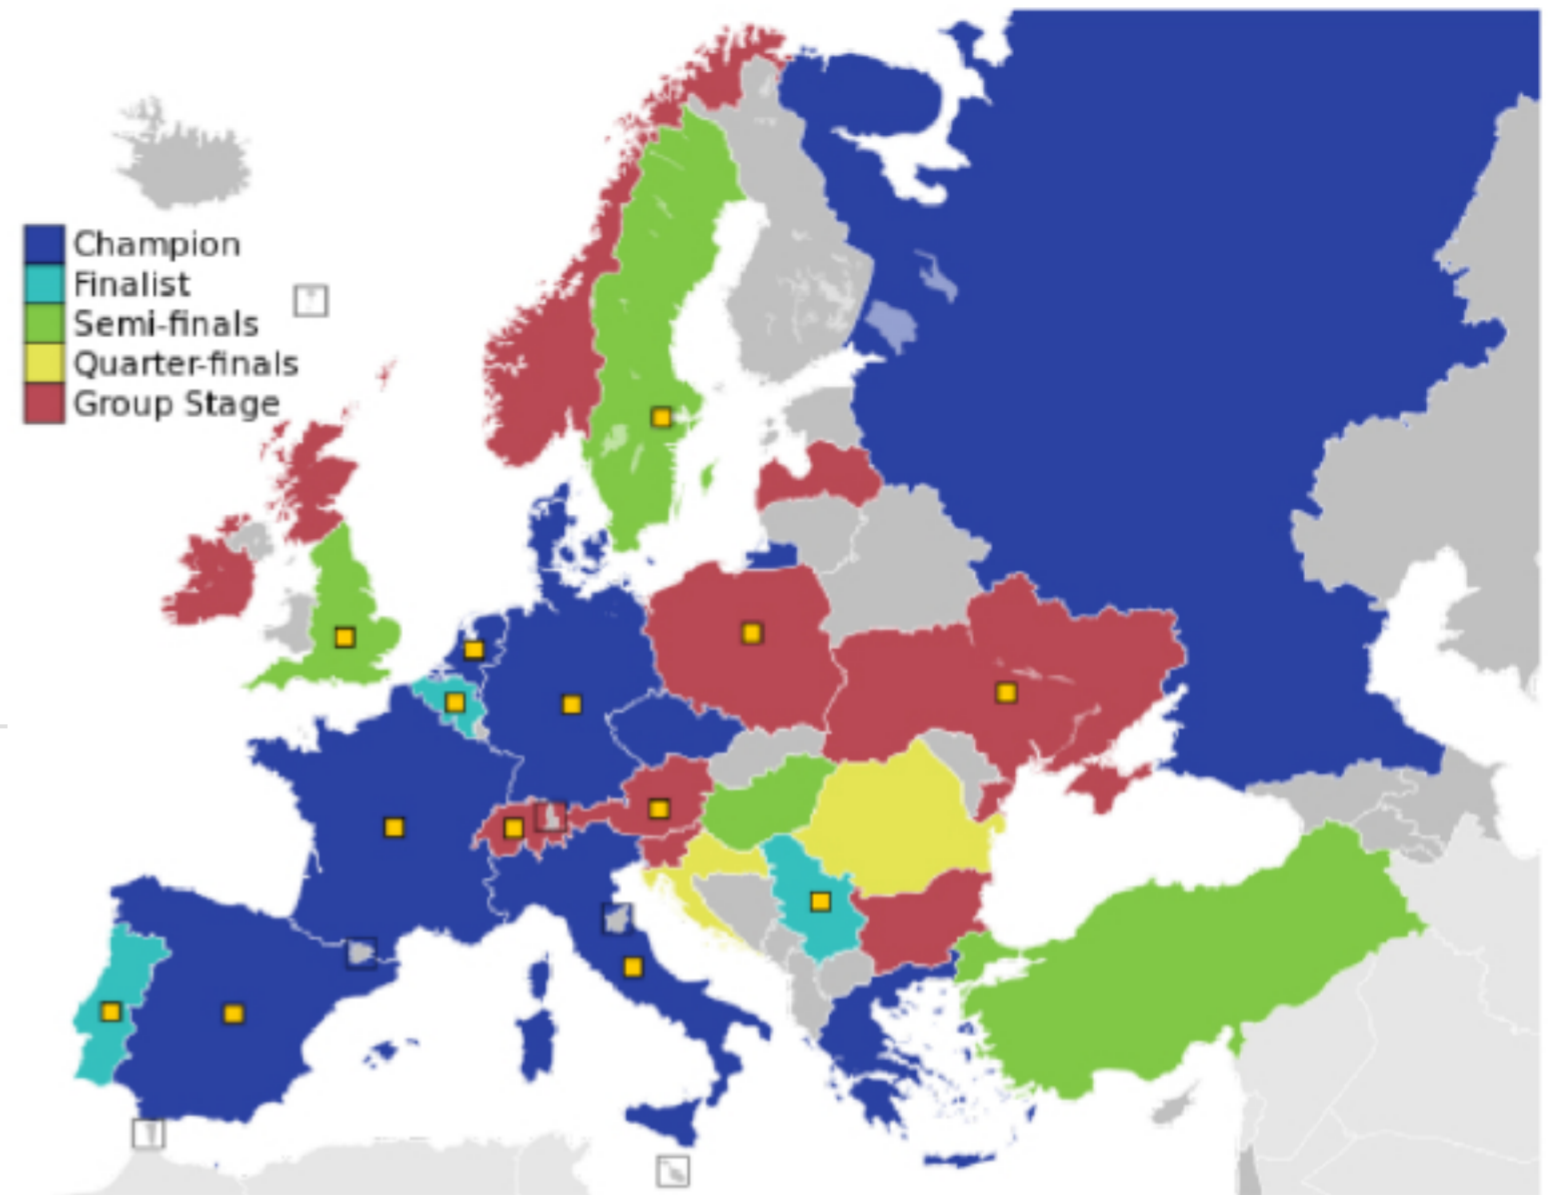 Champion
Finalist
Semi-finals
Quarter-finals
Group Stage